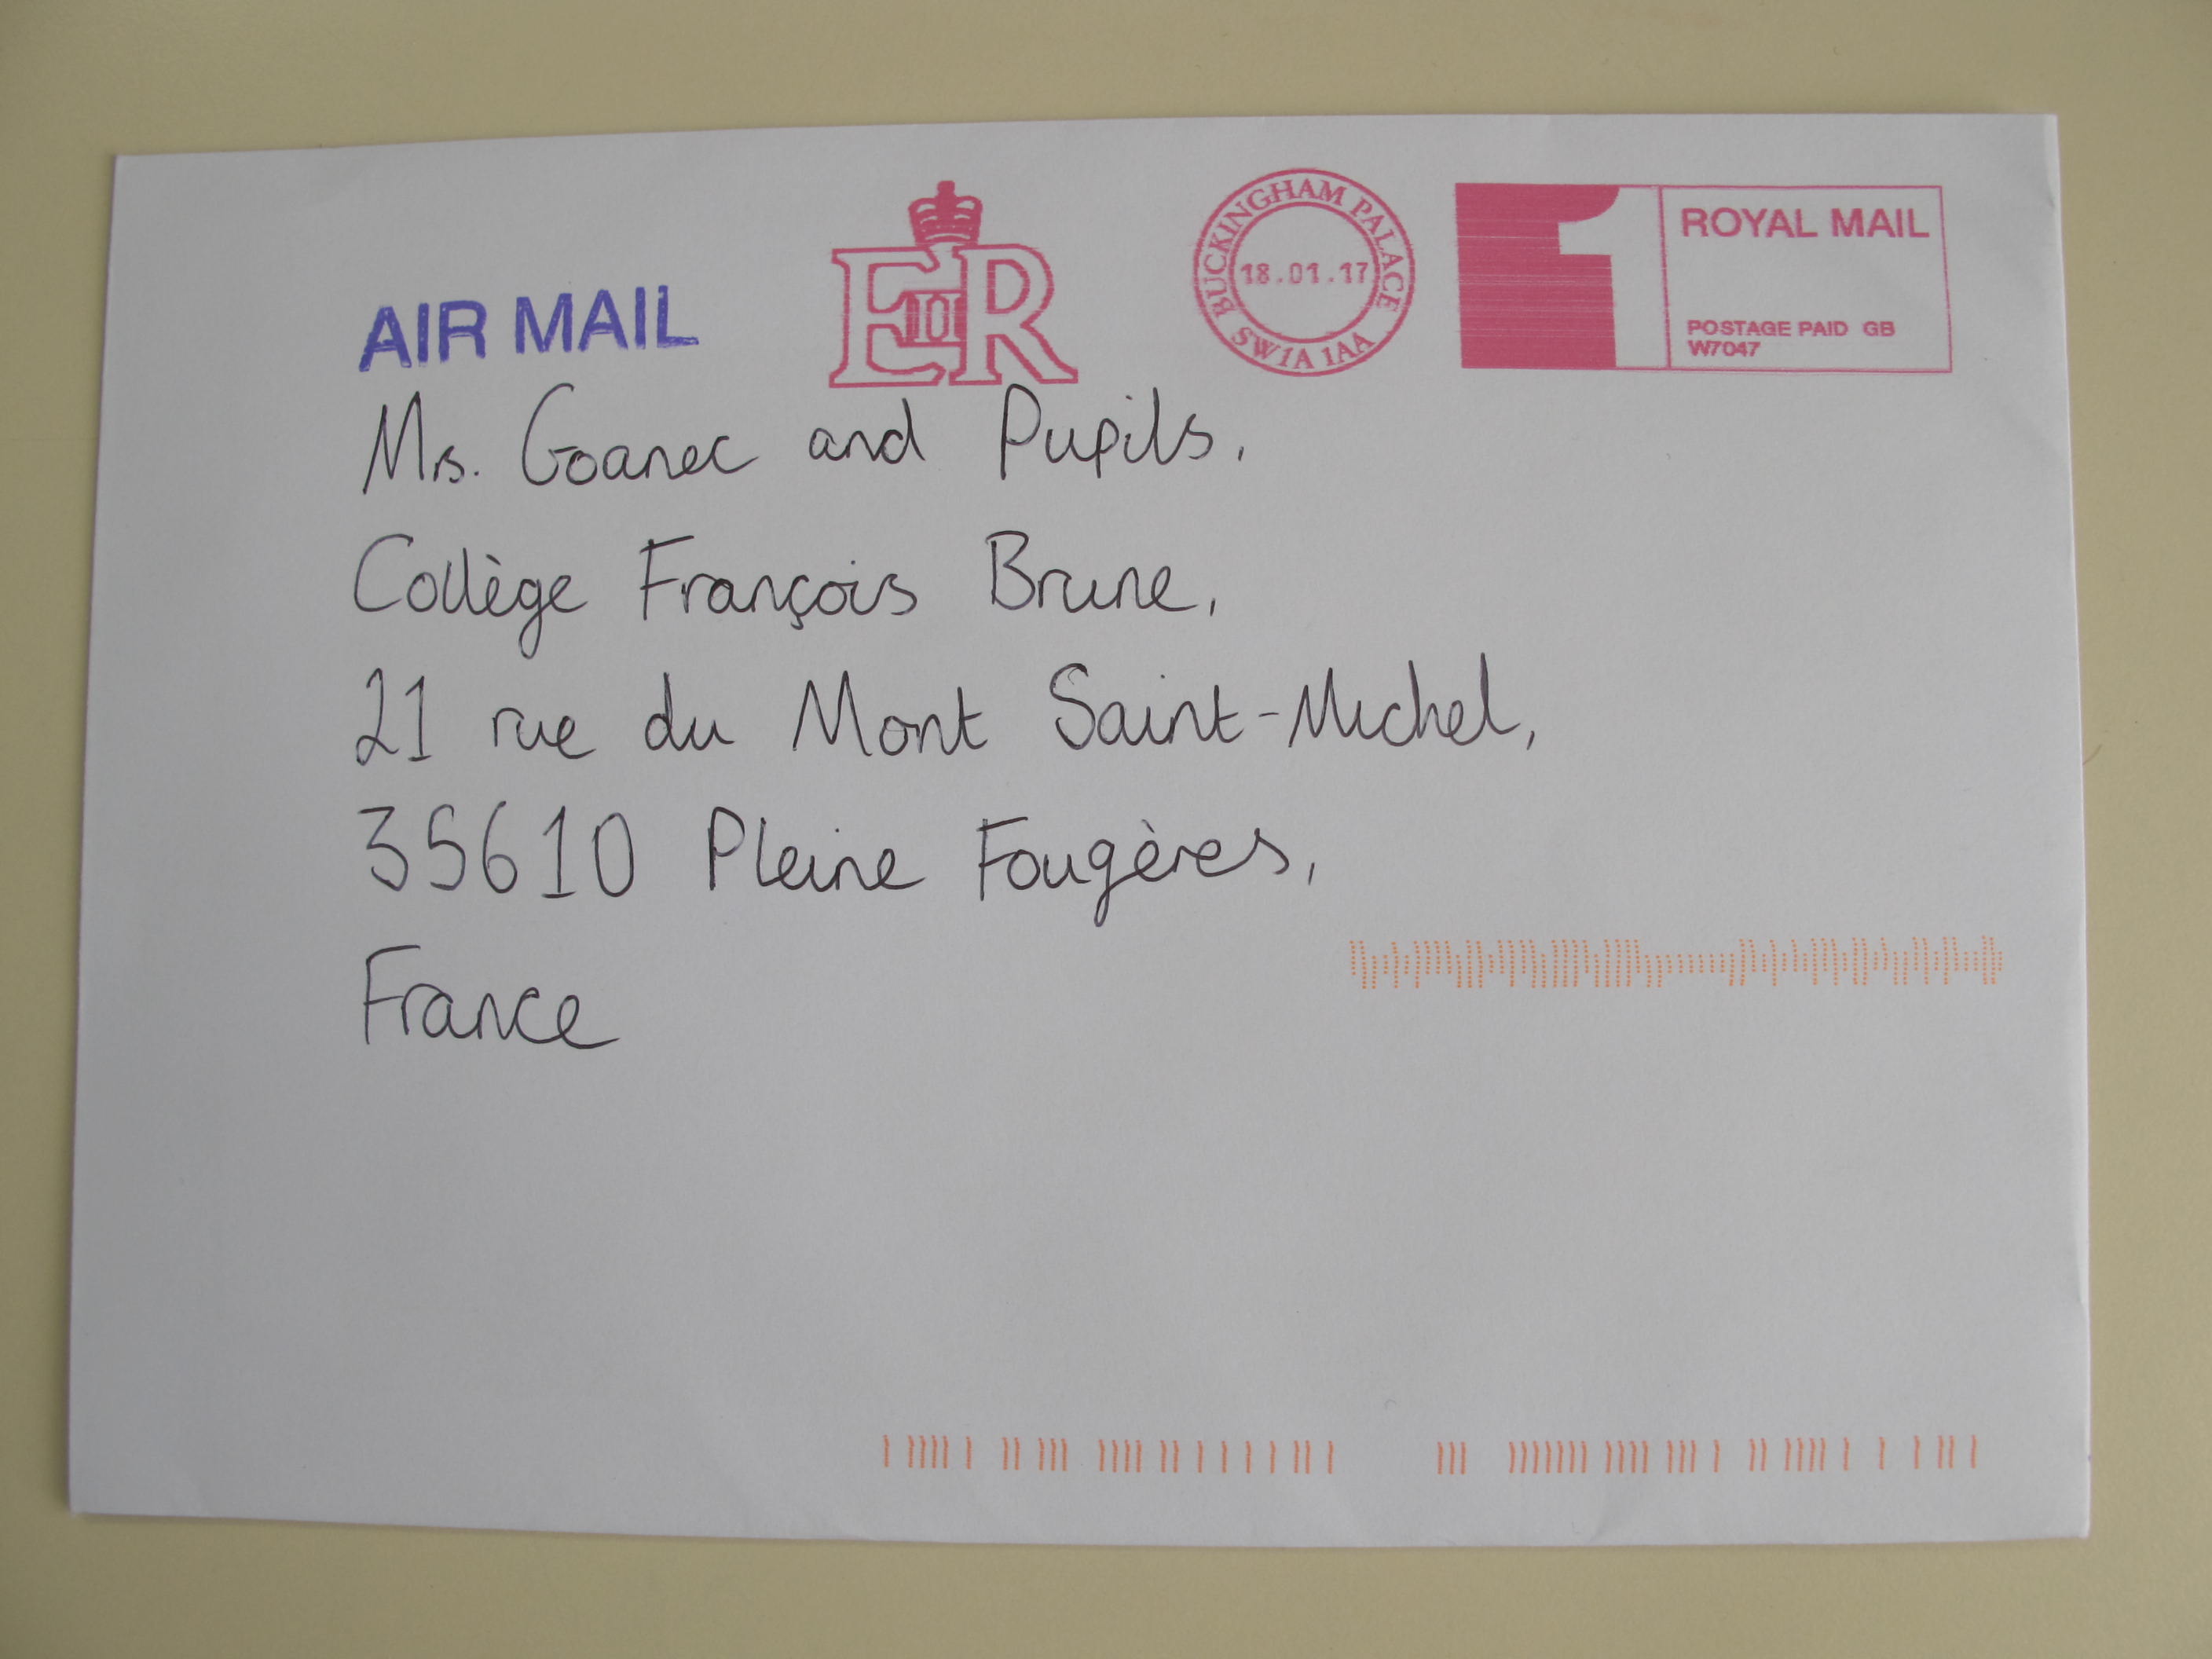 AIR MAIL
EIIR
BUCKINGHAM PALACE
18.01.17
SW1A 1AA
1
ROYAL MAIL
POSTAGE PAID GB
W7047
Mrs. Goanec and Pupils,
Collège François Brune,
21 rue du Mont Saint-Michel,
35610 Pleine Fougères,
France